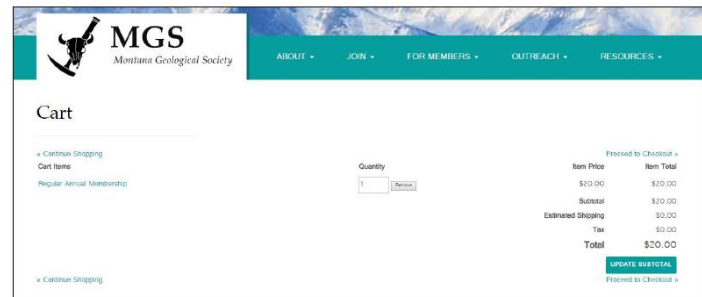 MGS
Montana Geological Society
ABOUT JOIN FOR MEMBERS OUTREACH RESOURCES
Cart
« Continue Shopping Proceed to Checkout »
Cart Items Quantity Item Price Item Total
Regular Annual Membership 1 Remove $20.00 $20.00
Subtotal $20.00
Estimated Shipping $0.00
Tax $0.00
Total $20.00
UPDATE SUBTOTAL
« Continue Shopping Proceed to Checkout »